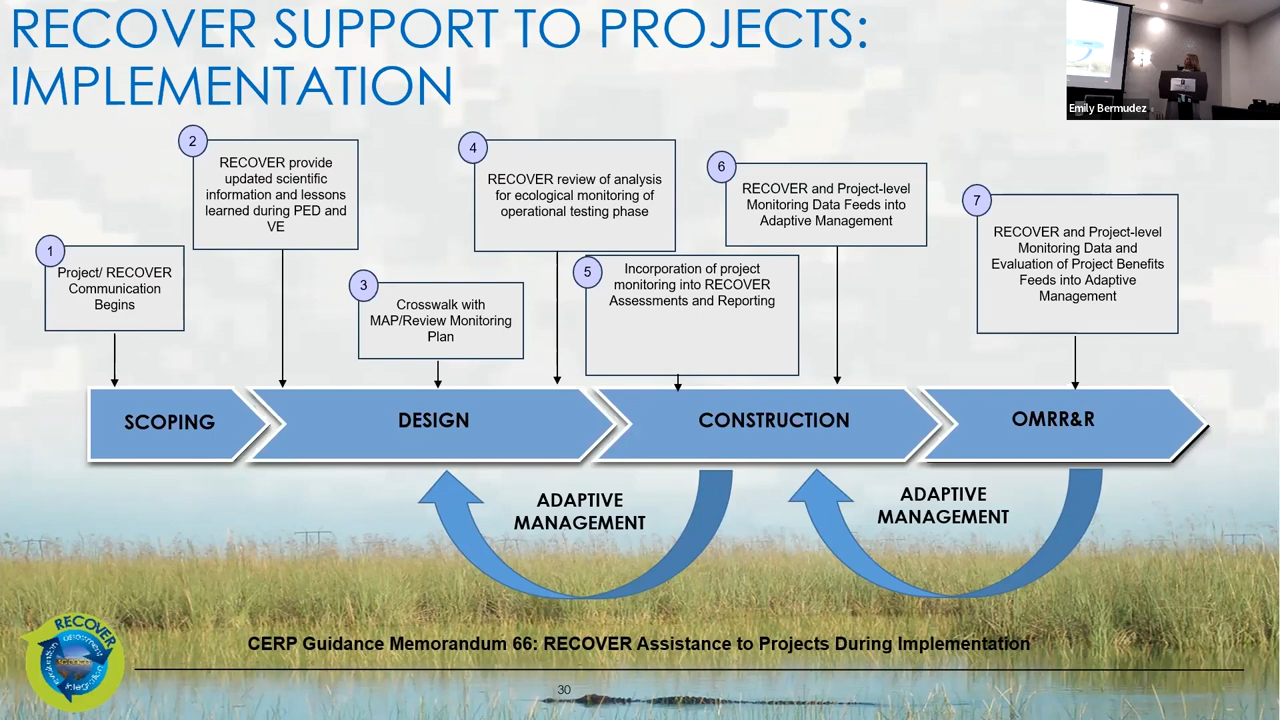 RECOVER SUPPORT TO PROJECTS:
IMPLEMENTATION
Emily Bermudez
1
Project/ RECOVER
Communication
Begins
2
RECOVER provide
updated scientific
information and lessons
learned during PED and
VE
3
Crosswalk with
MAP/Review Monitoring
Plan
4
RECOVER review of analysis
for ecological monitoring of
operational testing phase
5
Incorporation of project
monitoring into RECOVER
Assessments and Reporting
6
RECOVER and Project-level
Monitoring Data Feeds into
Adaptive Management
7
RECOVER and Project-level
Monitoring Data and
Evaluation of Project Benefits
Feeds into Adaptive
Management
SCOPING
DESIGN
CONSTRUCTION
OMRR&R
ADAPTIVE
MANAGEMENT
ADAPTIVE
MANAGEMENT
CERP Guidance Memorandum 66: RECOVER Assistance to Projects During Implementation
RECOVER
30